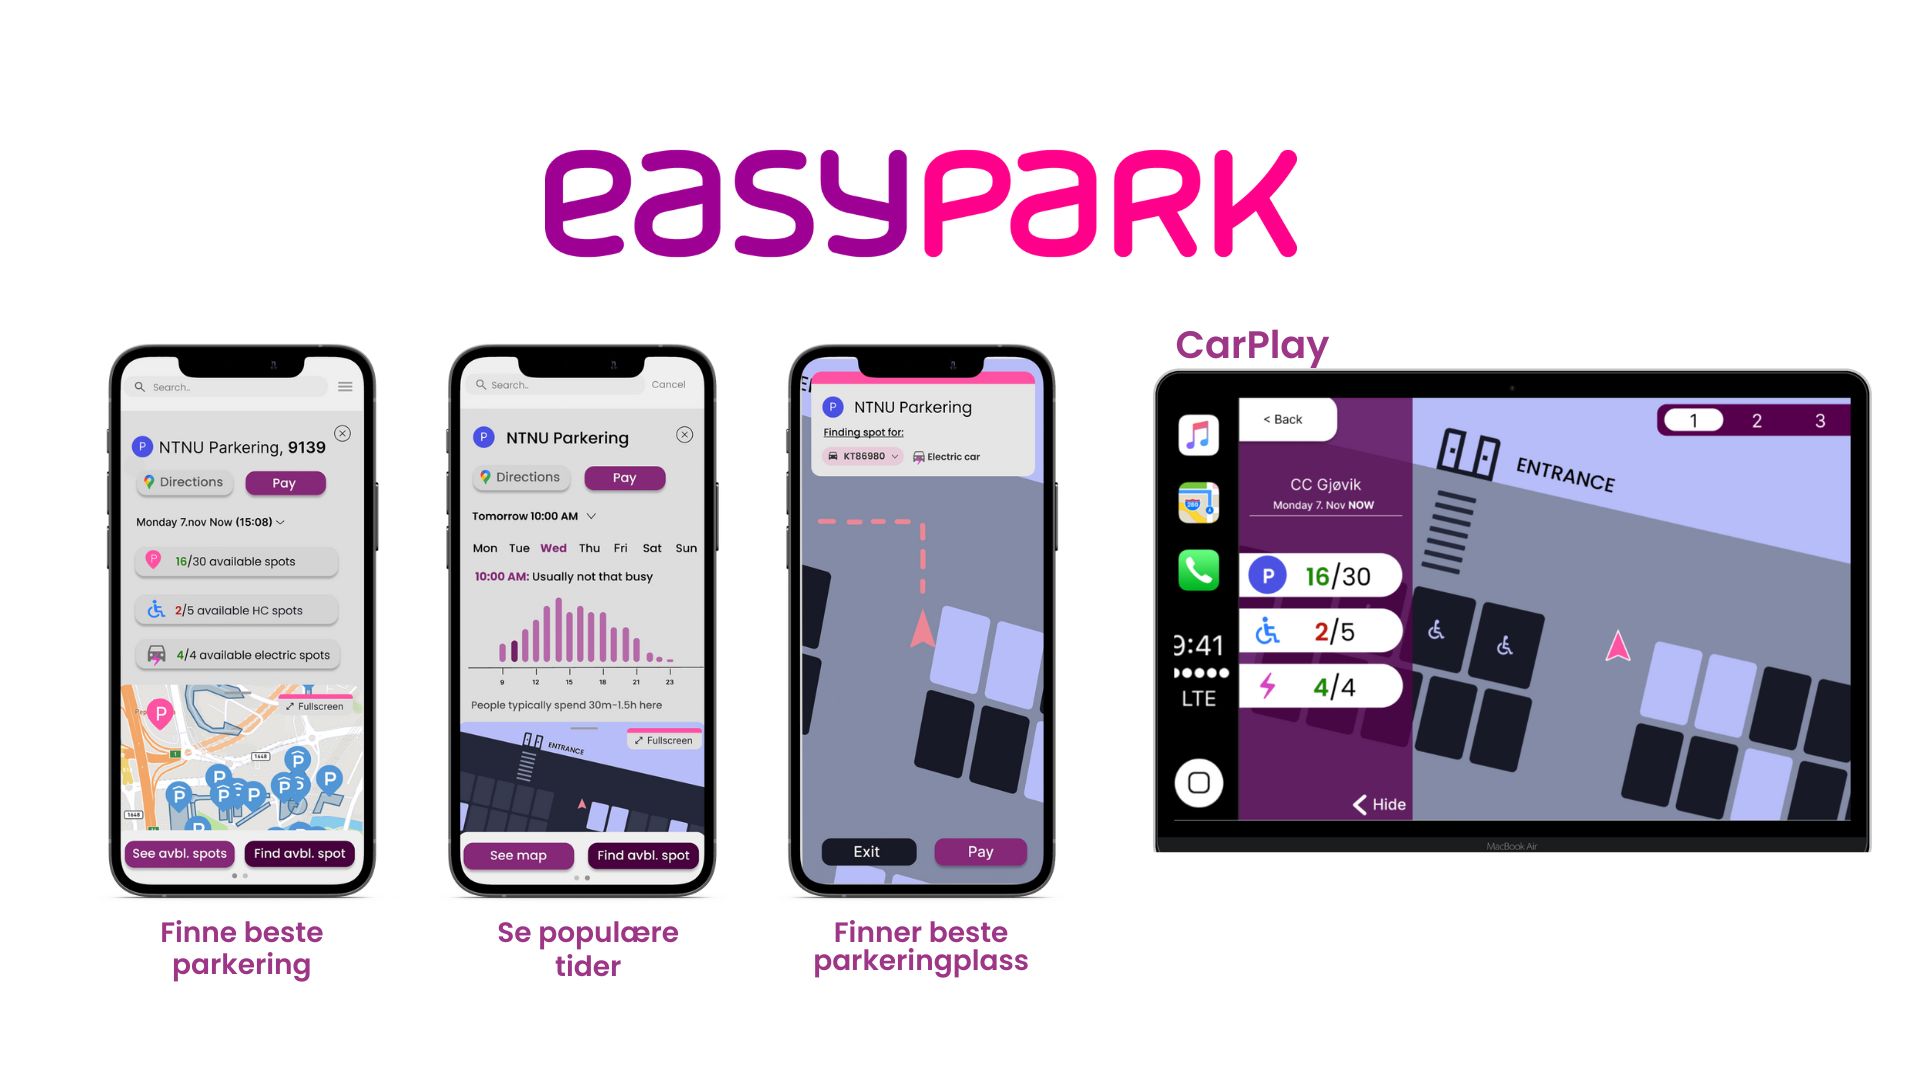 easypark
Search..
NTNU Parkering, 9139
Directions
Pay
Monday 7.nov Now (15:08)
16/30 available spots
2/5 available HC spots
4/4 available electric spots
Fullscreen
1448
1648
See avbl. spots
Find avbl. spot
Finne beste
parkering
Search..
Cancel
NTNU Parkering
Directions
Pay
Tomorrow 10:00 AM
Mon Tue Wed Thu Fri Sat Sun
10:00 AM: Usually not that busy
9 12 15 18 21 23
People typically spend 30m-1.5h here
ENTRANCE
Fullscreen
See map
Find avbl. spot
Se populære
tider
NTNU Parkering
Finding spot for:
KT86980
Electric car
Exit
Pay
Finner beste
parkeringplass
CarPlay
< Back
1 2 3
ENTRANCE
CC Gjøvik
Monday 7. Nov NOW
P 16/30
2/5
4/4
9:41
LTE
Hide
MacBook Air